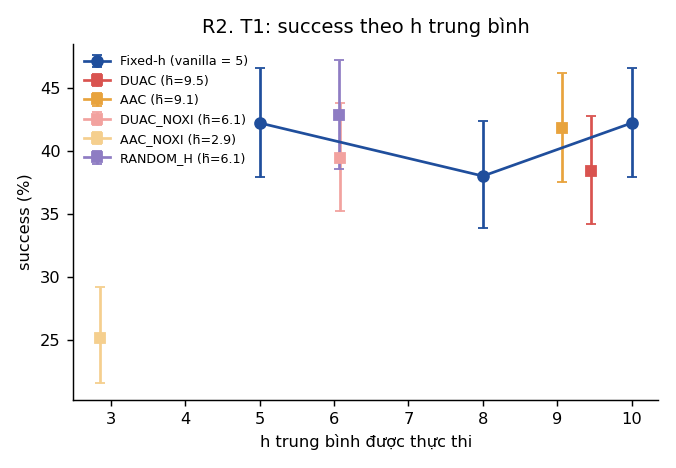 R2. T1: success theo h trung bình
Fixed-h (vanilla = 5)
DUAC (h̄=9.5)
AAC (h̄=9.1)
DUAC_NOXI (h̄=6.1)
AAC_NOXI (h̄=2.9)
RANDOM_H (h̄=6.1)
success (%)
45
40
35
30
25
3 4 5 6 7 8 9 10
h trung bình được thực thi